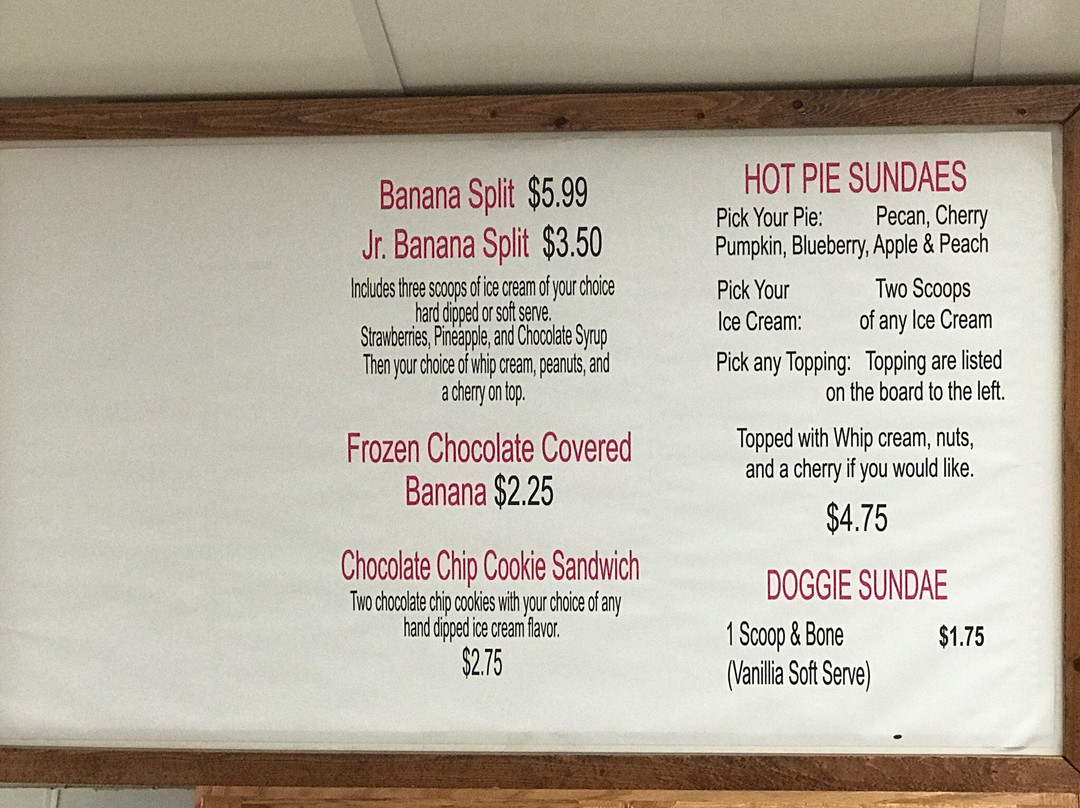 Banana Split $5.99
Jr. Banana Split $3.50
Includes three scoops of ice cream of your choice
hard dipped or soft serve.
Strawberries, Pineapple, and Chocolate Syrup
Then your choice of whip cream, peanuts, and
a cherry on top.
Frozen Chocolate Covered
Banana $2.25
Chocolate Chip Cookie Sandwich
Two chocolate chip cookies with your choice of any
hand dipped ice cream flavor.
$2.75
HOT PIE SUNDAES
Pick Your Pie: Pecan, Cherry
Pumpkin, Blueberry, Apple & Peach
Pick Your Two Scoops
Ice Cream: of any Ice Cream
Pick any Topping: Topping are listed
on the board to the left.
Topped with Whip cream, nuts,
and a cherry if you would like.
$4.75
DOGGIE SUNDAE
1 Scoop & Bone $1.75
(Vanillia Soft Serve)